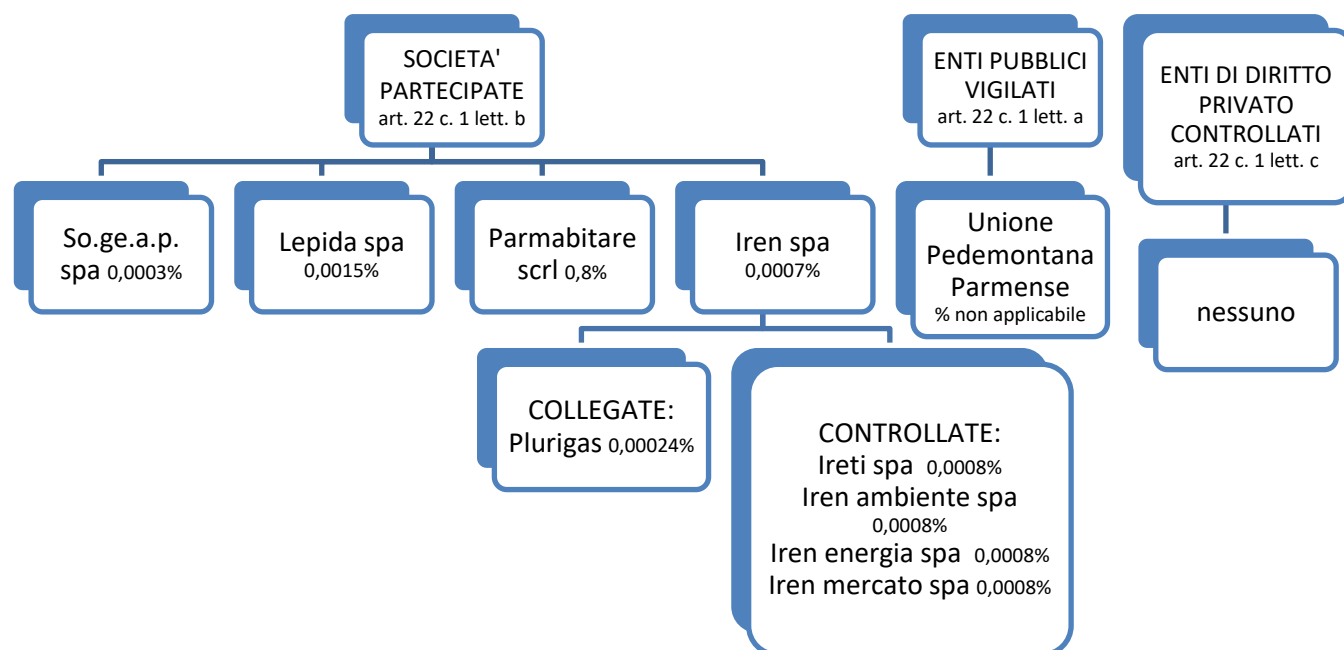 SOCIETA'
PARTECIPATE
art. 22 c. 1 lett. b
ENTI PUBBLICI
VIGILATI
art. 22 c. 1 lett. a
ENTI DI DIRITTO
PRIVATO
CONTROLLATI
art. 22 c. 1 lett. c
So.ge.a.p.
spa 0,0003%
Lepida spa
0,0015%
Parmabitare
scrl 0,8%
Iren spa
0,0007%
Unione
Pedemontana
Parmense
% non applicabile
nessuno
COLLEGATE:
Plurigas 0,00024%
CONTROLLATE:
Ireti spa 0,0008%
Iren ambiente spa
0,0008%
Iren energia spa 0,0008%
Iren mercato spa 0,0008%